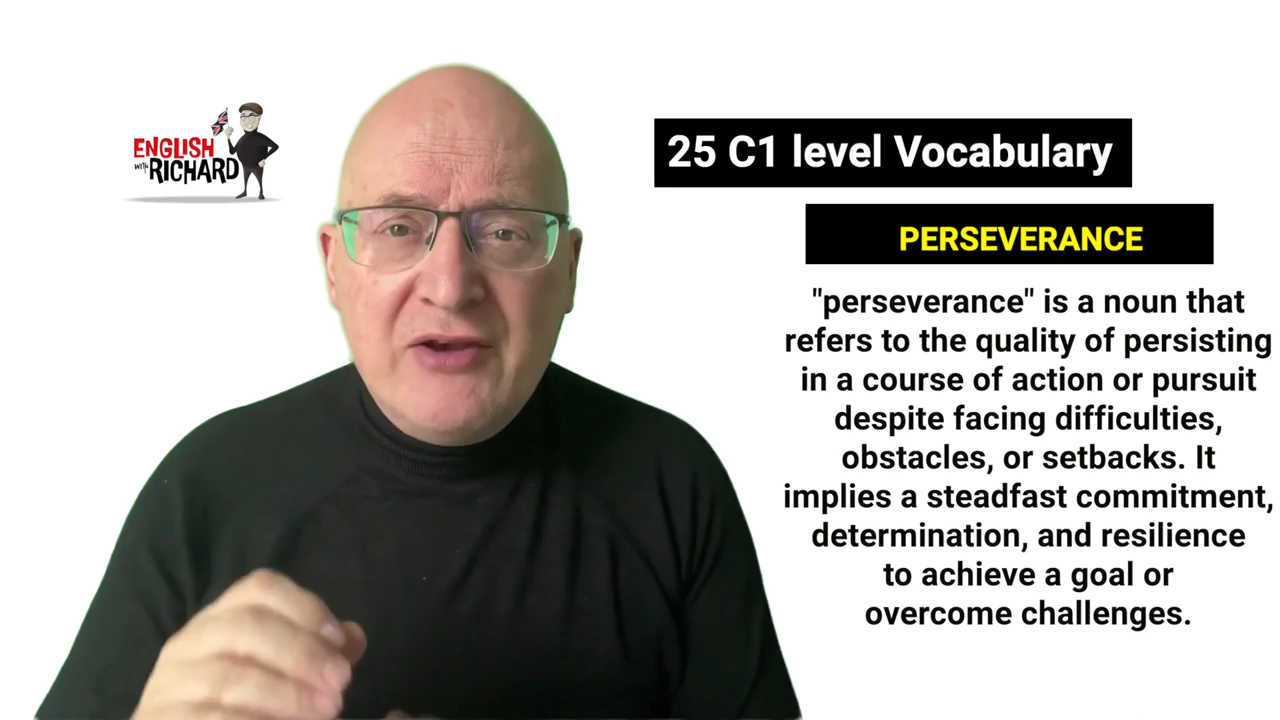 ENGLISH
WITH RICHARD
25 C1 level Vocabulary
PERSEVERANCE
"perseverance" is a noun that
refers to the quality of persisting
in a course of action or pursuit
despite facing difficulties,
obstacles, or setbacks. It
implies a steadfast commitment,
determination, and resilience
to achieve a goal or
overcome challenges.